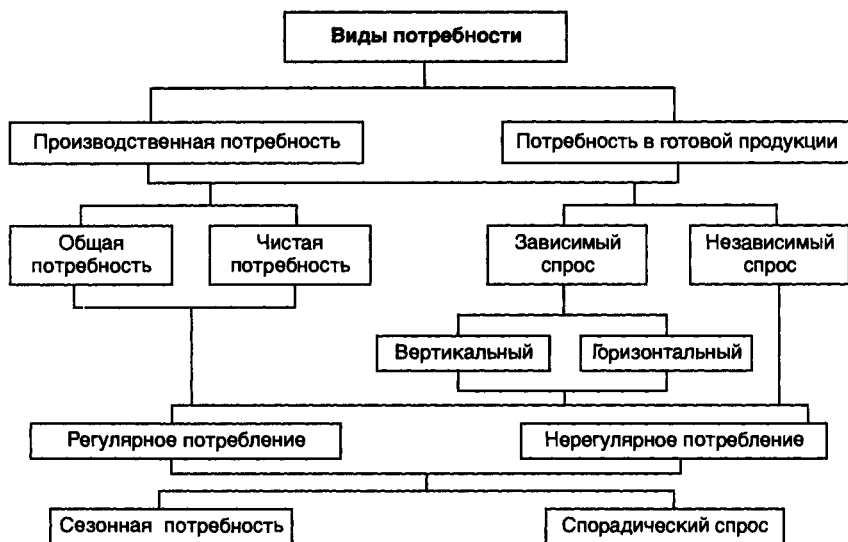 Виды потребности
Производственная потребность
Потребность в готовой продукции
Общая
потребность
Чистая
потребность
Зависимый
спрос
Независимый
спрос
Вертикальный
Горизонтальный
Регулярное потребление
Нерегулярное потребление
Сезонная потребность
Спорадический спрос